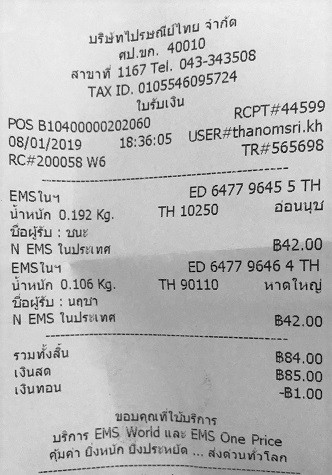 บริษัทไปรษณีย์ไทย จำกัด
ศป.ขก. 40010
สาขาที่ 1167 Tel. 043-343508
TAX ID. 0105546095724
ใบรับเงิน
RCPT#44599
POS B10400000202060
08/01/2019 18:36:05 USER#thanomsri.kh
RC#200058 W6 TR#565698
EMSในฯ ED 6477 9645 5 TH
น้ำหนัก 0.192 Kg. TH 10250 อ่อนนุช
ชื่อผู้รับ : ชนะ
N EMS ในประเทศ ฿42.00
EMSในฯ ED 6477 9646 4 TH
น้ำหนัก 0.106 Kg. TH 90110 หาดใหญ่
ชื่อผู้รับ : นฤชา
N EMS ในประเทศ ฿42.00
รวมทั้งสิ้น ฿84.00
เงินสด ฿85.00
เงินทอน -฿1.00
ขอบคุณที่ใช้บริการ
บริการ EMS World และ EMS One Price
คุ้มค่า ยิ่งหนัก ยิ่งประหยัด ... ส่งด่วนทั่วโลก